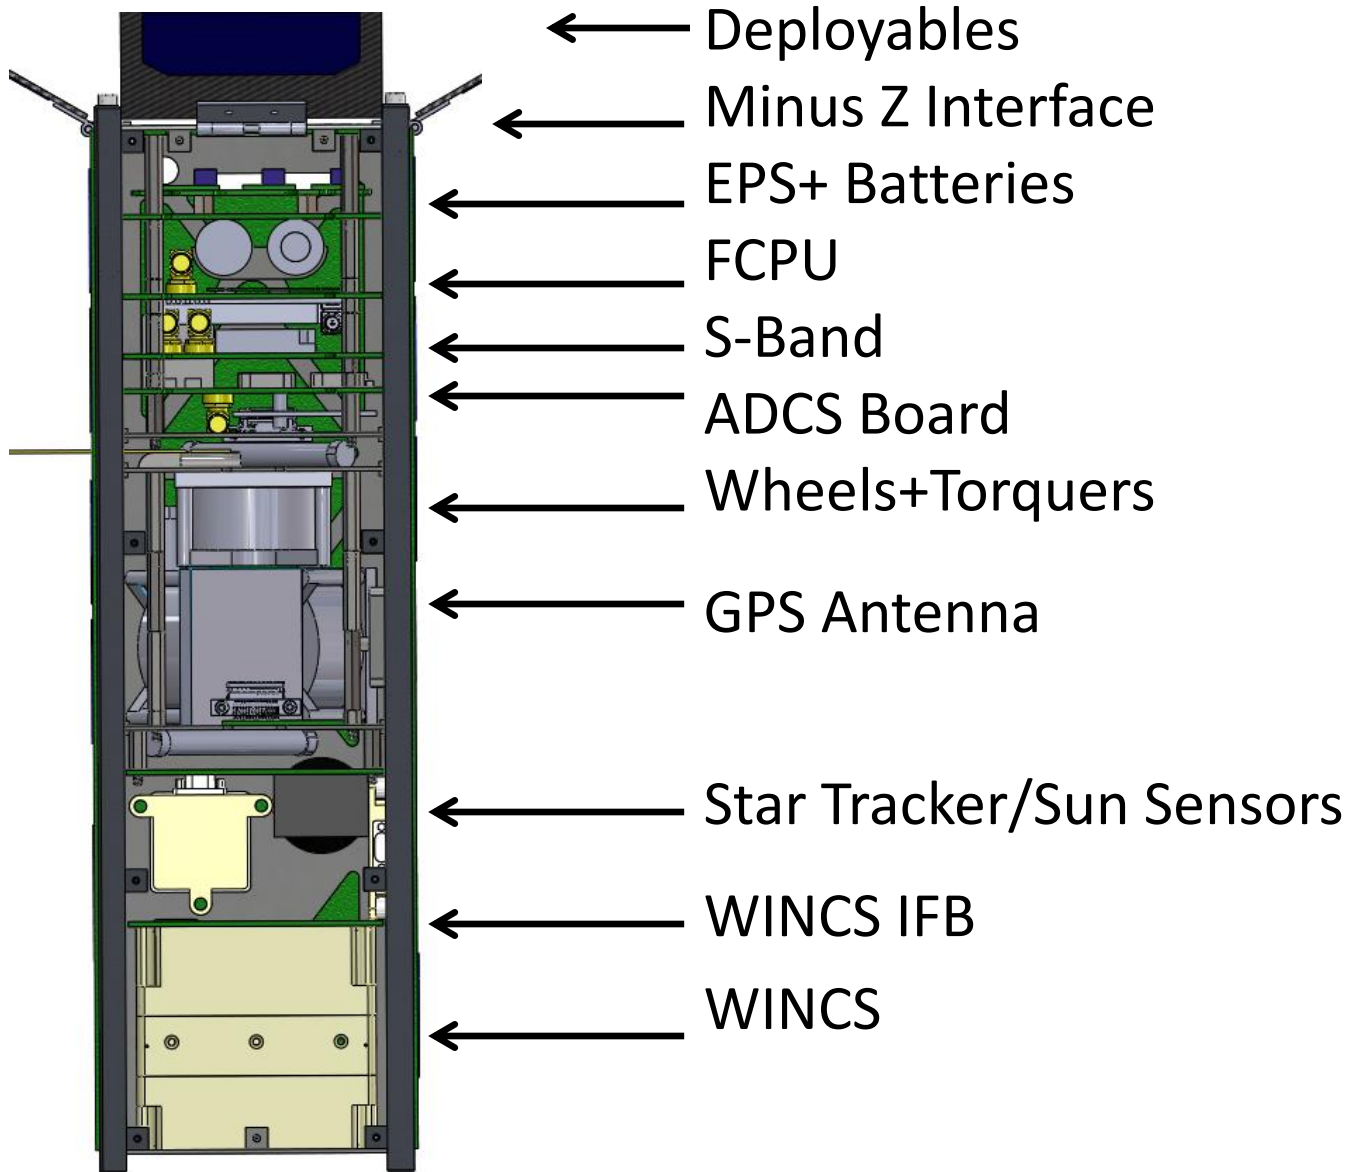 Deployables
Minus Z Interface
EPS+ Batteries
FCPU
S-Band
ADCS Board
Wheels+Torquers
GPS Antenna
Star Tracker/Sun Sensors
WINCS IFB
WINCS